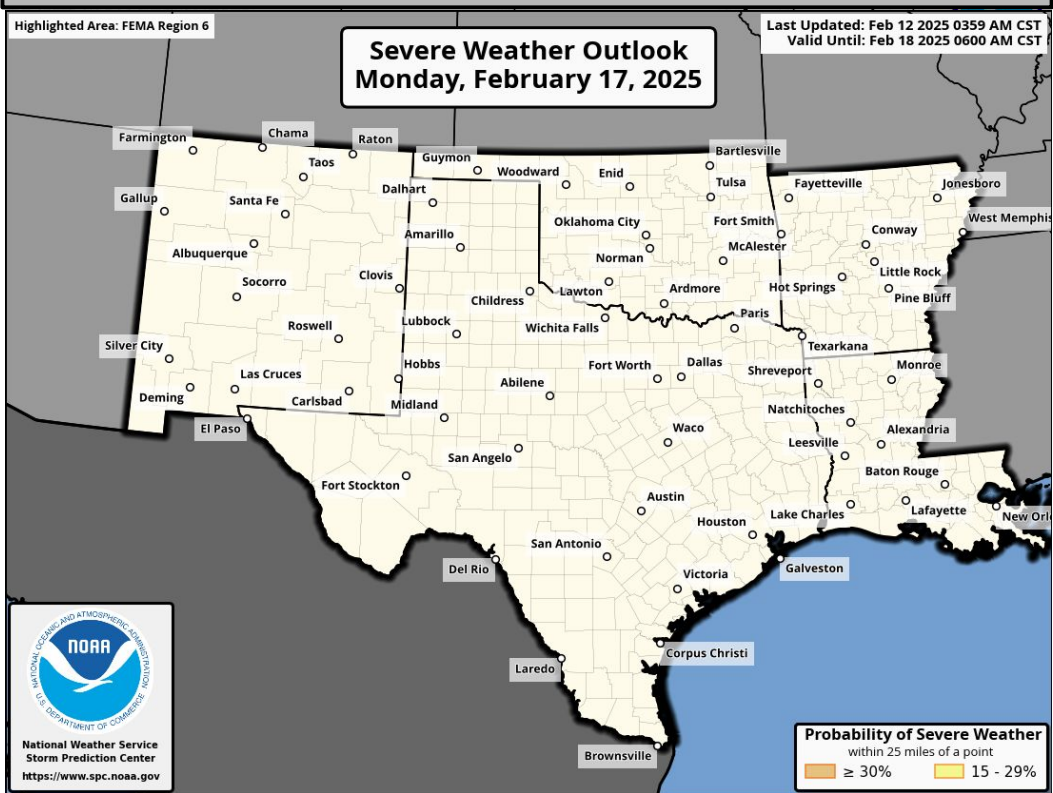 Highlighted Area: FEMA Region 6
Severe Weather Outlook
Monday, February 17, 2025
Last Updated: Feb 12 2025 0359 AM CST
Valid Until: Feb 18 2025 0600 AM CST
Farmington
Chama
Raton
Taos
Guymon
Woodward
Enid
Bartlesville
Tulsa
Fayetteville
Jonesboro
Gallup
Santa Fe
Dalhart
Oklahoma City
Fort Smith
West Memphis
Albuquerque
Amarillo
Norman
McAlester
Conway
Socorro
Clovis
Childress
Lawton
Ardmore
Hot Springs
Little Rock
Pine Bluff
Roswell
Lubbock
Wichita Falls
Paris
Texarkana
Silver City
Las Cruces
Hobbs
Abilene
Fort Worth
Dallas
Shreveport
Monroe
Deming
Carlsbad
Midland
Natchitoches
El Paso
Waco
Leesville
Alexandria
San Angelo
Fort Stockton
Baton Rouge
Austin
Houston
Lake Charles
Lafayette
New Orl
San Antonio
Del Rio
Galveston
Victoria
Laredo
Corpus Christi
Brownsville
NATIONAL OCEANIC AND ATMOSPHERIC ADMINISTRATION
NOAA
U.S. DEPARTMENT OF COMMERCE
National Weather Service
Storm Prediction Center
https://www.spc.noaa.gov
Probability of Severe Weather
within 25 miles of a point
≥ 30%
15 - 29%